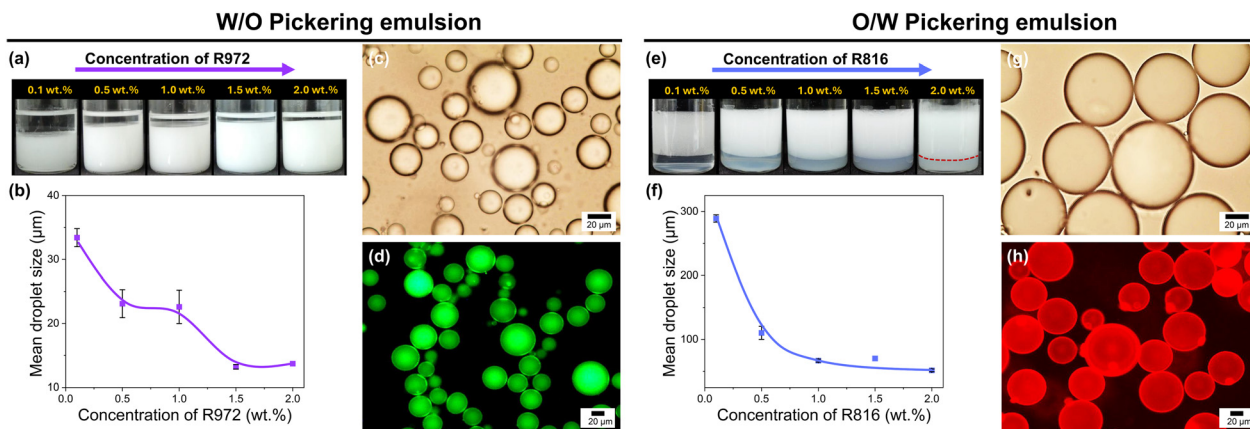 W/O Pickering emulsion
(a)
Concentration of R972
0.1 wt.% 0.5 wt.% 1.0 wt.% 1.5 wt.% 2.0 wt.%
(b)
Mean droplet size (μm)
40
30
20
10
0.0 0.5 1.0 1.5 2.0
Concentration of R972 (wt.%)
(c)
20 μm
(d)
20 μm
O/W Pickering emulsion
(e)
Concentration of R816
0.1 wt.% 0.5 wt.% 1.0 wt.% 1.5 wt.% 2.0 wt.%
(f)
Mean droplet size (μm)
300
200
100
0.0 0.5 1.0 1.5 2.0
Concentration of R816 (wt.%)
(g)
20 μm
(h)
20 μm